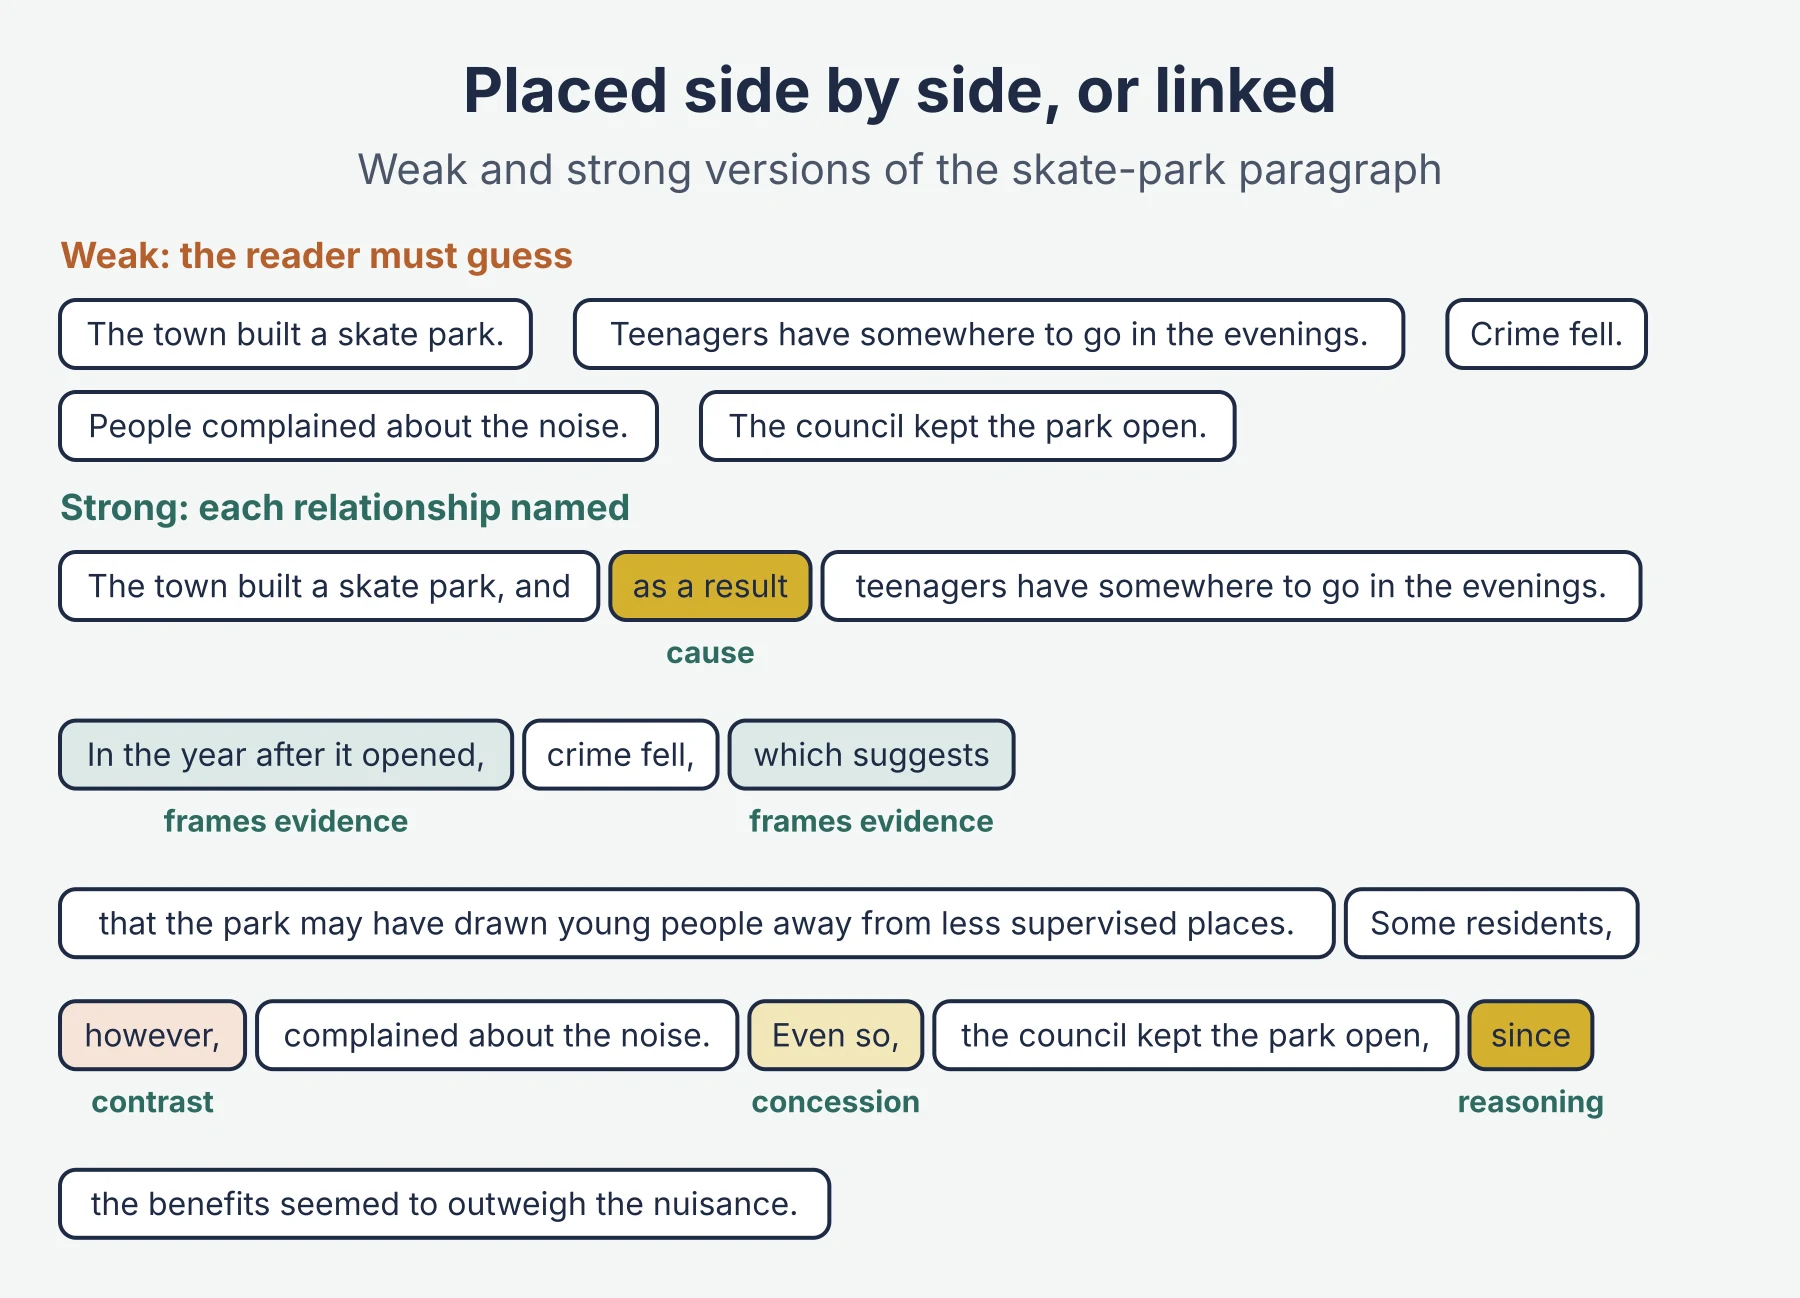 Placed side by side, or linked
Weak and strong versions of the skate-park paragraph
Weak: the reader must guess
The town built a skate park. Teenagers have somewhere to go in the evenings. Crime fell.
People complained about the noise. The council kept the park open.
Strong: each relationship named
The town built a skate park, and as a result teenagers have somewhere to go in the evenings.
cause
In the year after it opened, crime fell, which suggests
frames evidence frames evidence
that the park may have drawn young people away from less supervised places. Some residents,
however, complained about the noise. Even so, the council kept the park open, since
contrast concession reasoning
the benefits seemed to outweigh the nuisance.